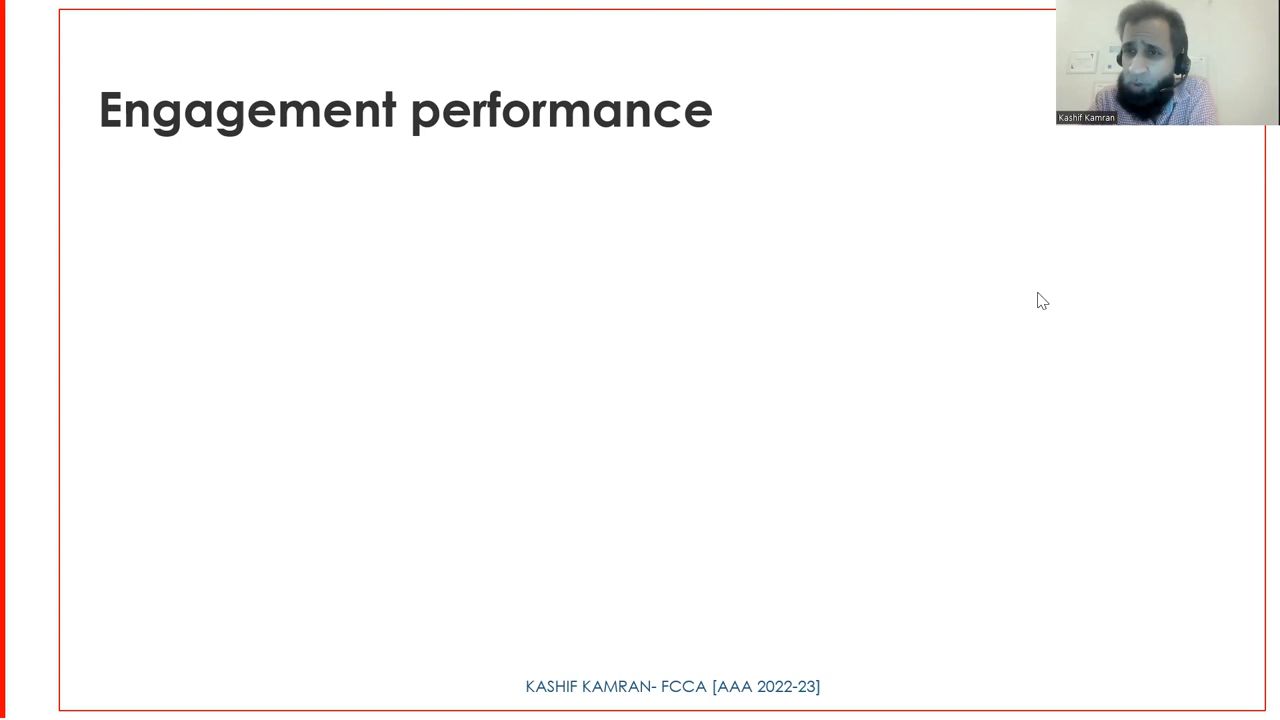 Engagement performance
Kashif Kamran
KASHIF KAMRAN- FCCA [AAA 2022-23]